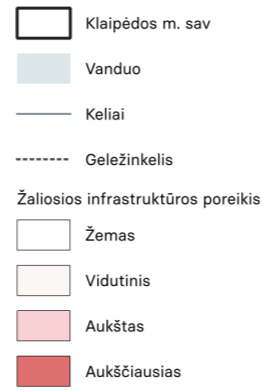 Klaipėdos m. sav
Vanduo
Keliai
Geležinkelis
Žaliosios infrastruktūros poreikis
Žemas
Vidutinis
Aukštas
Aukščiausias